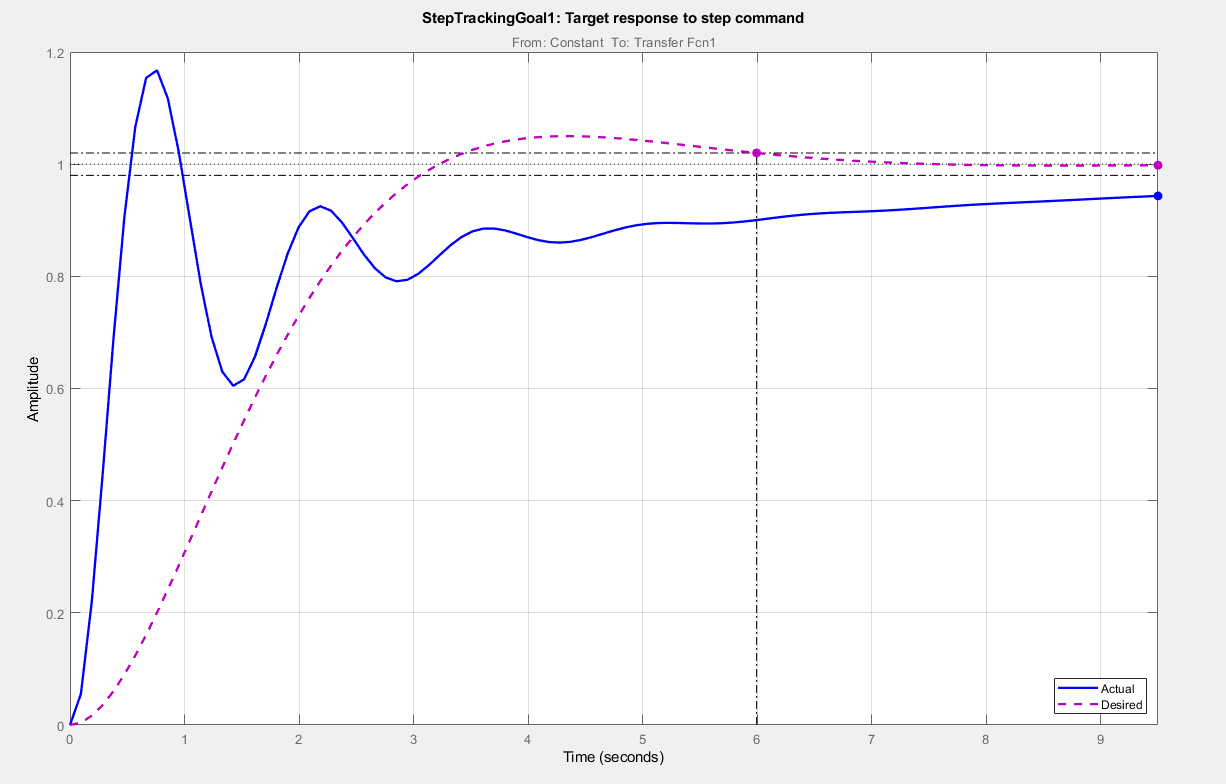 StepTrackingGoal1: Target response to step command
From: Constant  To: Transfer Fcn1
1.2
1
0.8
0.6
0.4
0.2
0
Amplitude
0 1 2 3 4 5 6 7 8 9
Time (seconds)
Actual
Desired